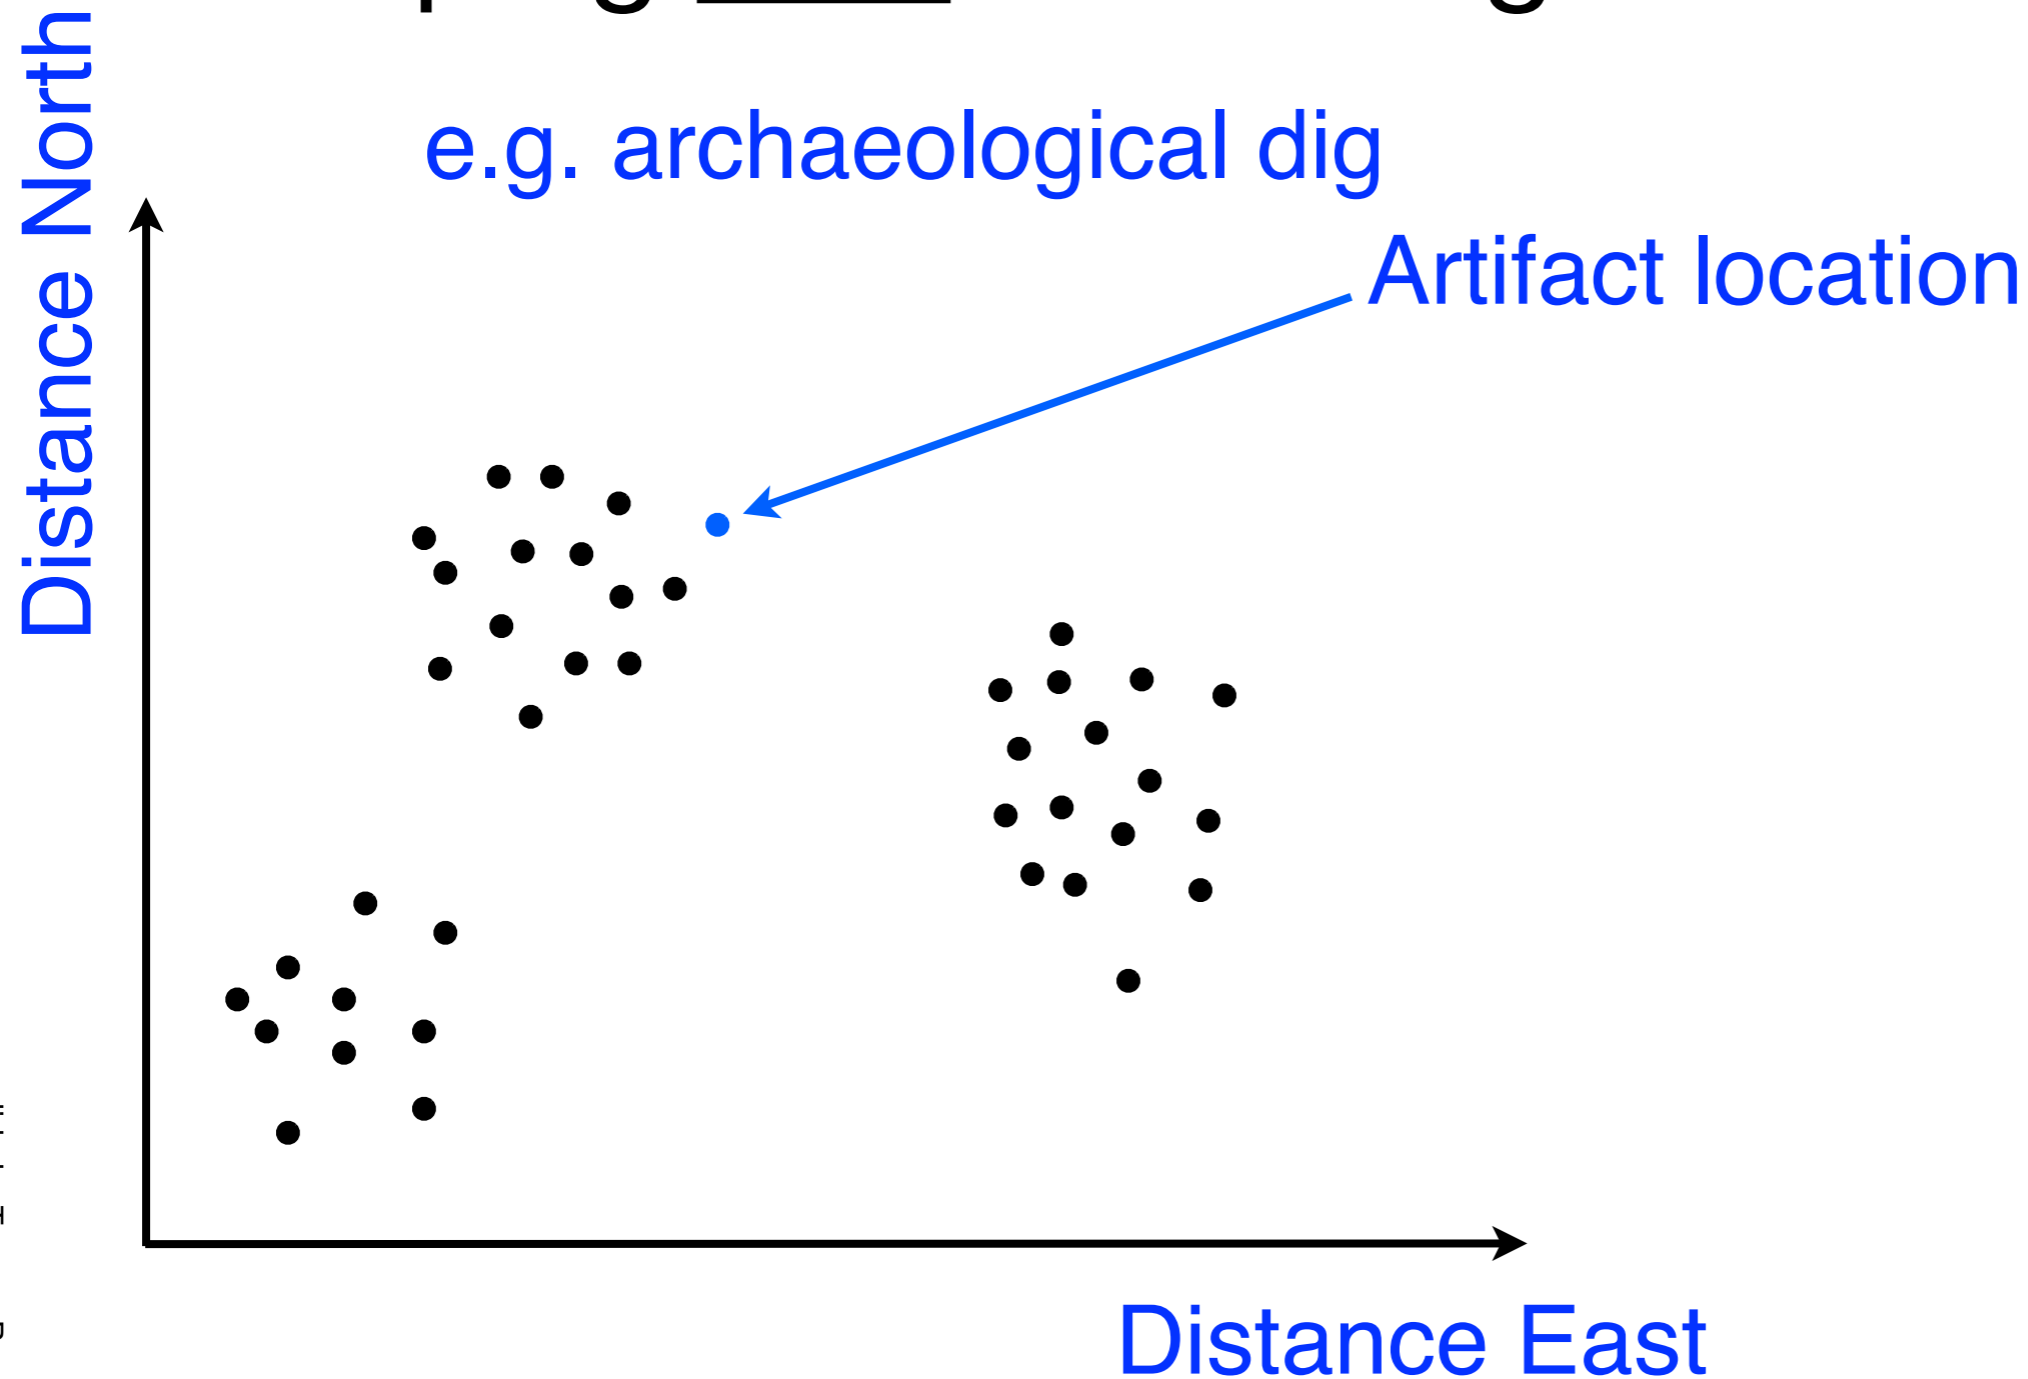 e.g. archaeological dig
Distance North
Artifact location
Distance East